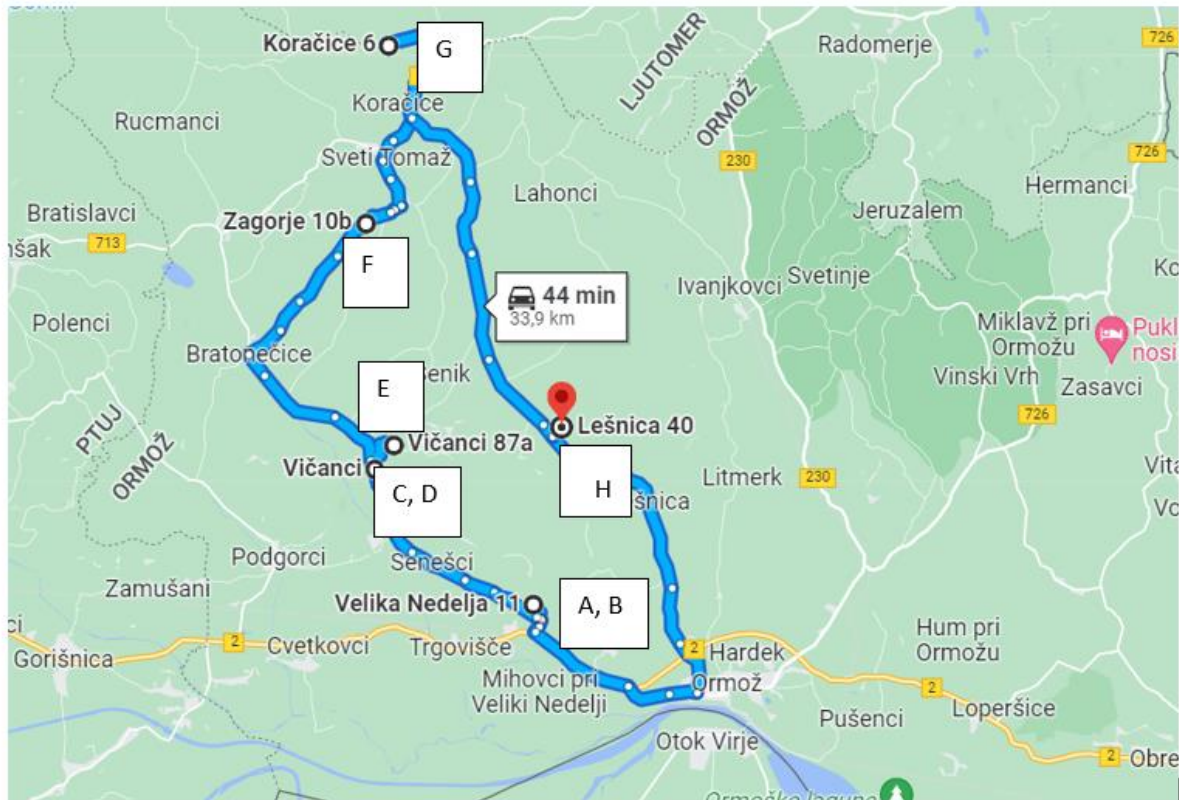 Koračice 6
G
Radomerje
726
LJUTOMER
ORMOŽ
Koračice
Rucmanci
Sveti Tomaž
230
726
Lahonci
Hermanci
Bratislavci
Zagorje 10b
Jeruzalem
713
F
44 min
33,9 km
Ivanjkovci
Svetinje
Polenci
Miklavž pri
Ormožu
Bratonečice
Vinski Vrh
Zasavci
E
726
PTUJ
ORMOŽ
Lešnica 40
Vičanci 87a
Vičanci
Litmerk
230
C, D
H
Podgorci
Senešci
Zamušani
Velika Nedelja 11
A, B
2
Cvetkovci
Trgovišče
2
Hardek
Hum pri
Ormožu
Gorišnica
Mihovci pri
Veliki Nedelji
Ormož
2
Pušenci
Loperšice
Otok Virje
2